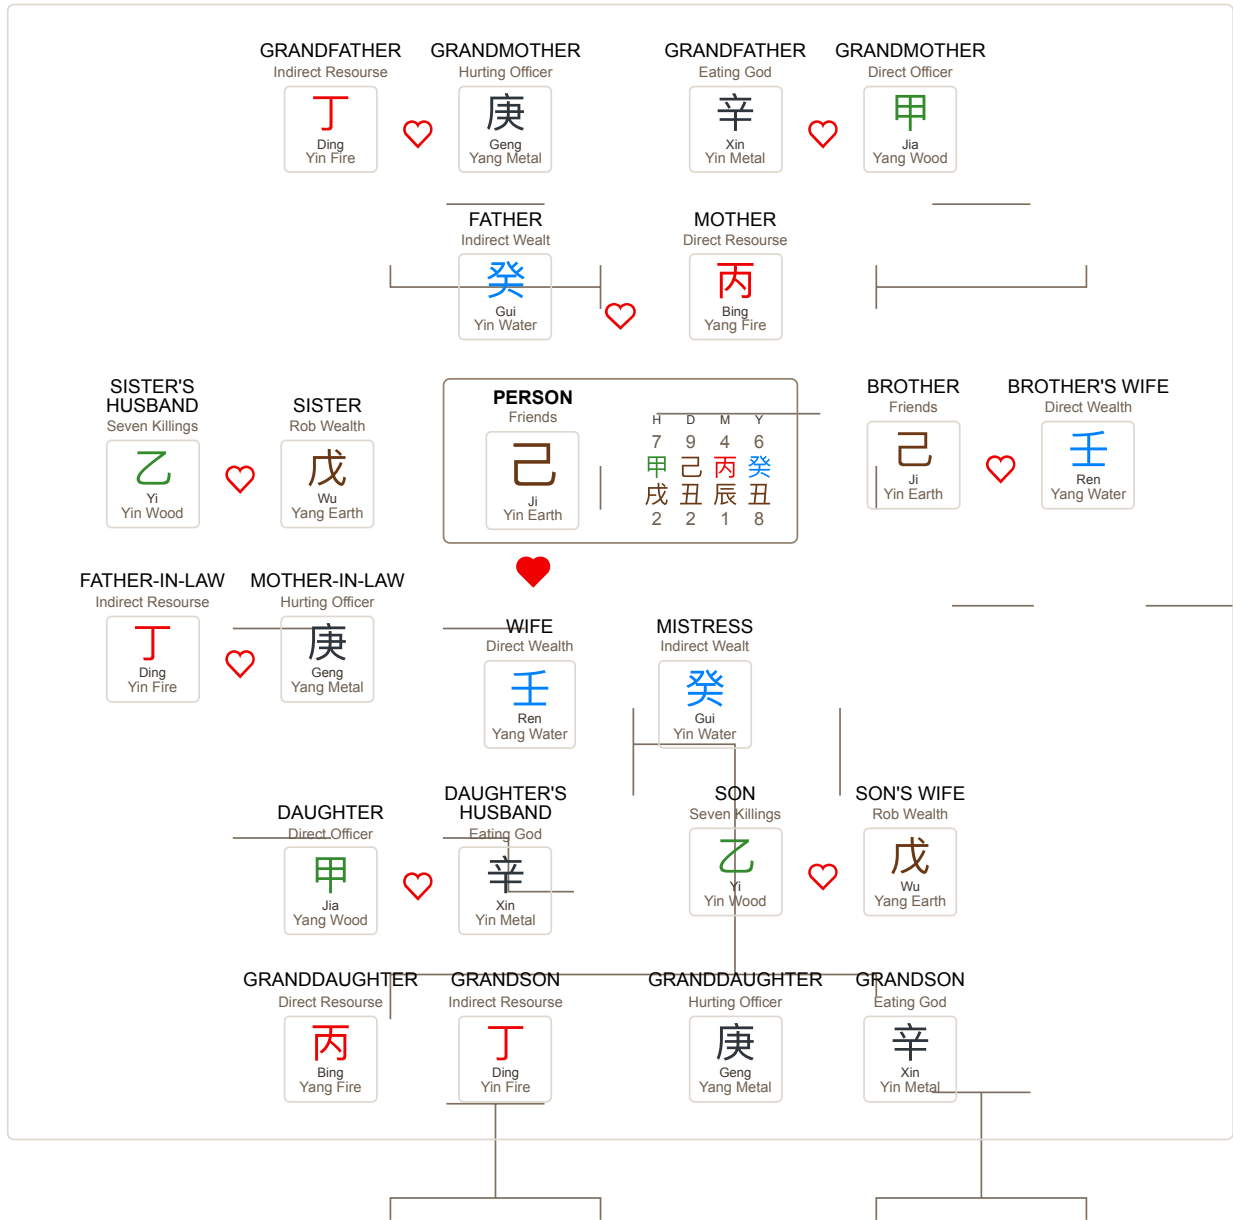 GRANDFATHER
Indirect Resourse
丁
Ding
Yin Fire
GRANDMOTHER
Hurting Officer
庚
Geng
Yang Metal
GRANDFATHER
Eating God
辛
Xin
Yin Metal
GRANDMOTHER
Direct Officer
甲
Jia
Yang Wood
FATHER
Indirect Wealt
癸
Gui
Yin Water
MOTHER
Direct Resourse
丙
Bing
Yang Fire
SISTER'S
HUSBAND
Seven Killings
乙
Yi
Yin Wood
SISTER
Rob Wealth
戊
Wu
Yang Earth
PERSON
Friends
己
Ji
Yin Earth
H D M Y
7 9 4 6
甲 己 丙 癸
戌 丑 辰 丑
2 2 1 8
BROTHER
Friends
己
Ji
Yin Earth
BROTHER'S WIFE
Direct Wealth
壬
Ren
Yang Water
FATHER-IN-LAW
Indirect Resourse
丁
Ding
Yin Fire
MOTHER-IN-LAW
Hurting Officer
庚
Geng
Yang Metal
WIFE
Direct Wealth
壬
Ren
Yang Water
MISTRESS
Indirect Wealt
癸
Gui
Yin Water
DAUGHTER
Direct Officer
甲
Jia
Yang Wood
DAUGHTER'S
HUSBAND
Eating God
辛
Xin
Yin Metal
SON
Seven Killings
乙
Yi
Yin Wood
SON'S WIFE
Rob Wealth
戊
Wu
Yang Earth
GRANDDAUGHTER
Direct Resourse
丙
Bing
Yang Fire
GRANDSON
Indirect Resourse
丁
Ding
Yin Fire
GRANDDAUGHTER
Hurting Officer
庚
Geng
Yang Metal
GRANDSON
Eating God
辛
Xin
Yin Metal